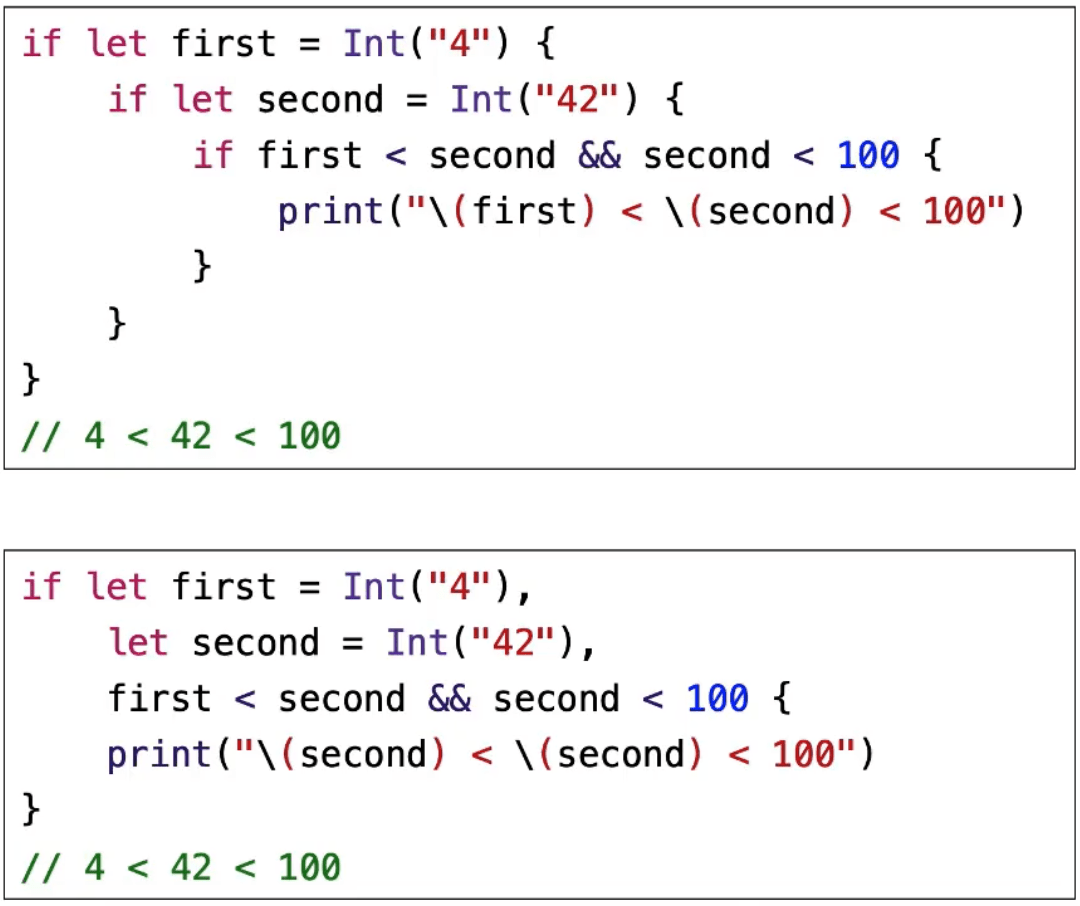 if let first = Int("4") {
    if let second = Int("42") {
        if first < second && second < 100 {
            print("\(first) < \(second) < 100")
        }
    }
}
// 4 < 42 < 100
if let first = Int("4"),
    let second = Int("42"),
    first < second && second < 100 {
    print("\(second) < \(second) < 100")
}
// 4 < 42 < 100